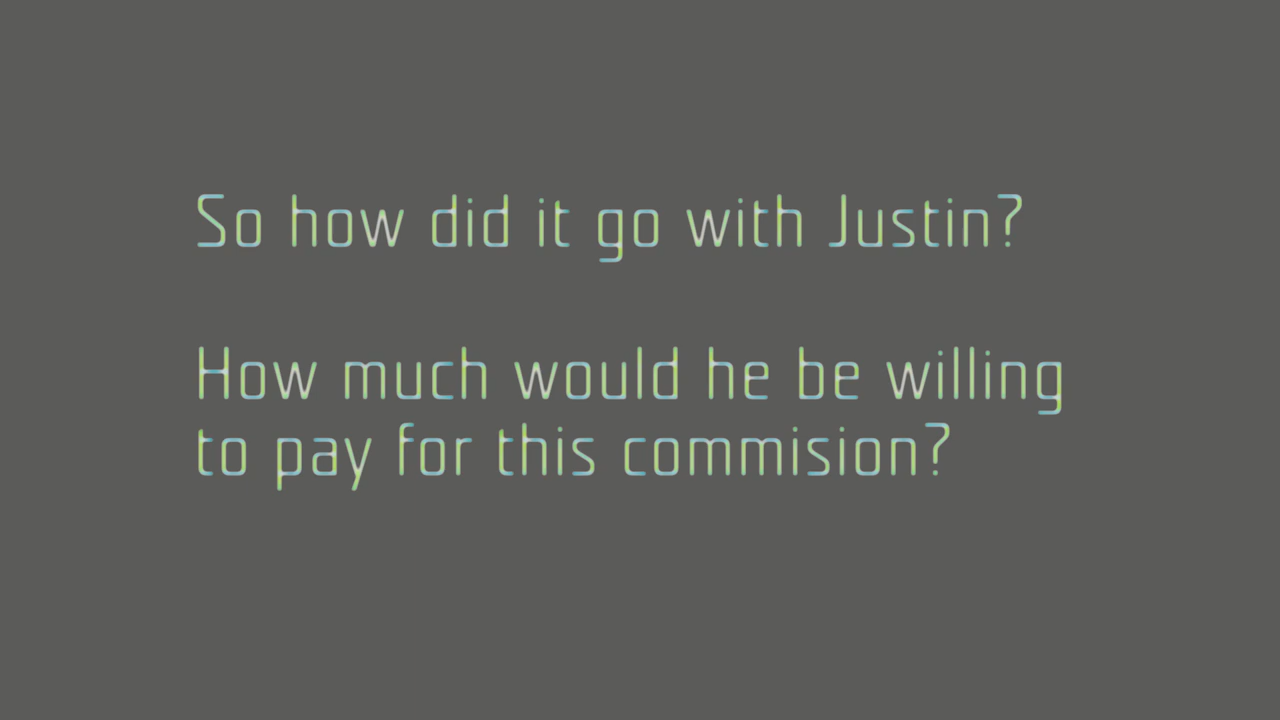 So how did it go with Justin?
How much would he be willing
to pay for this commision?